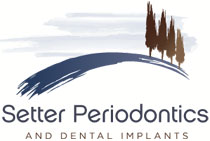 Setter Periodontics
AND DENTAL IMPLANTS